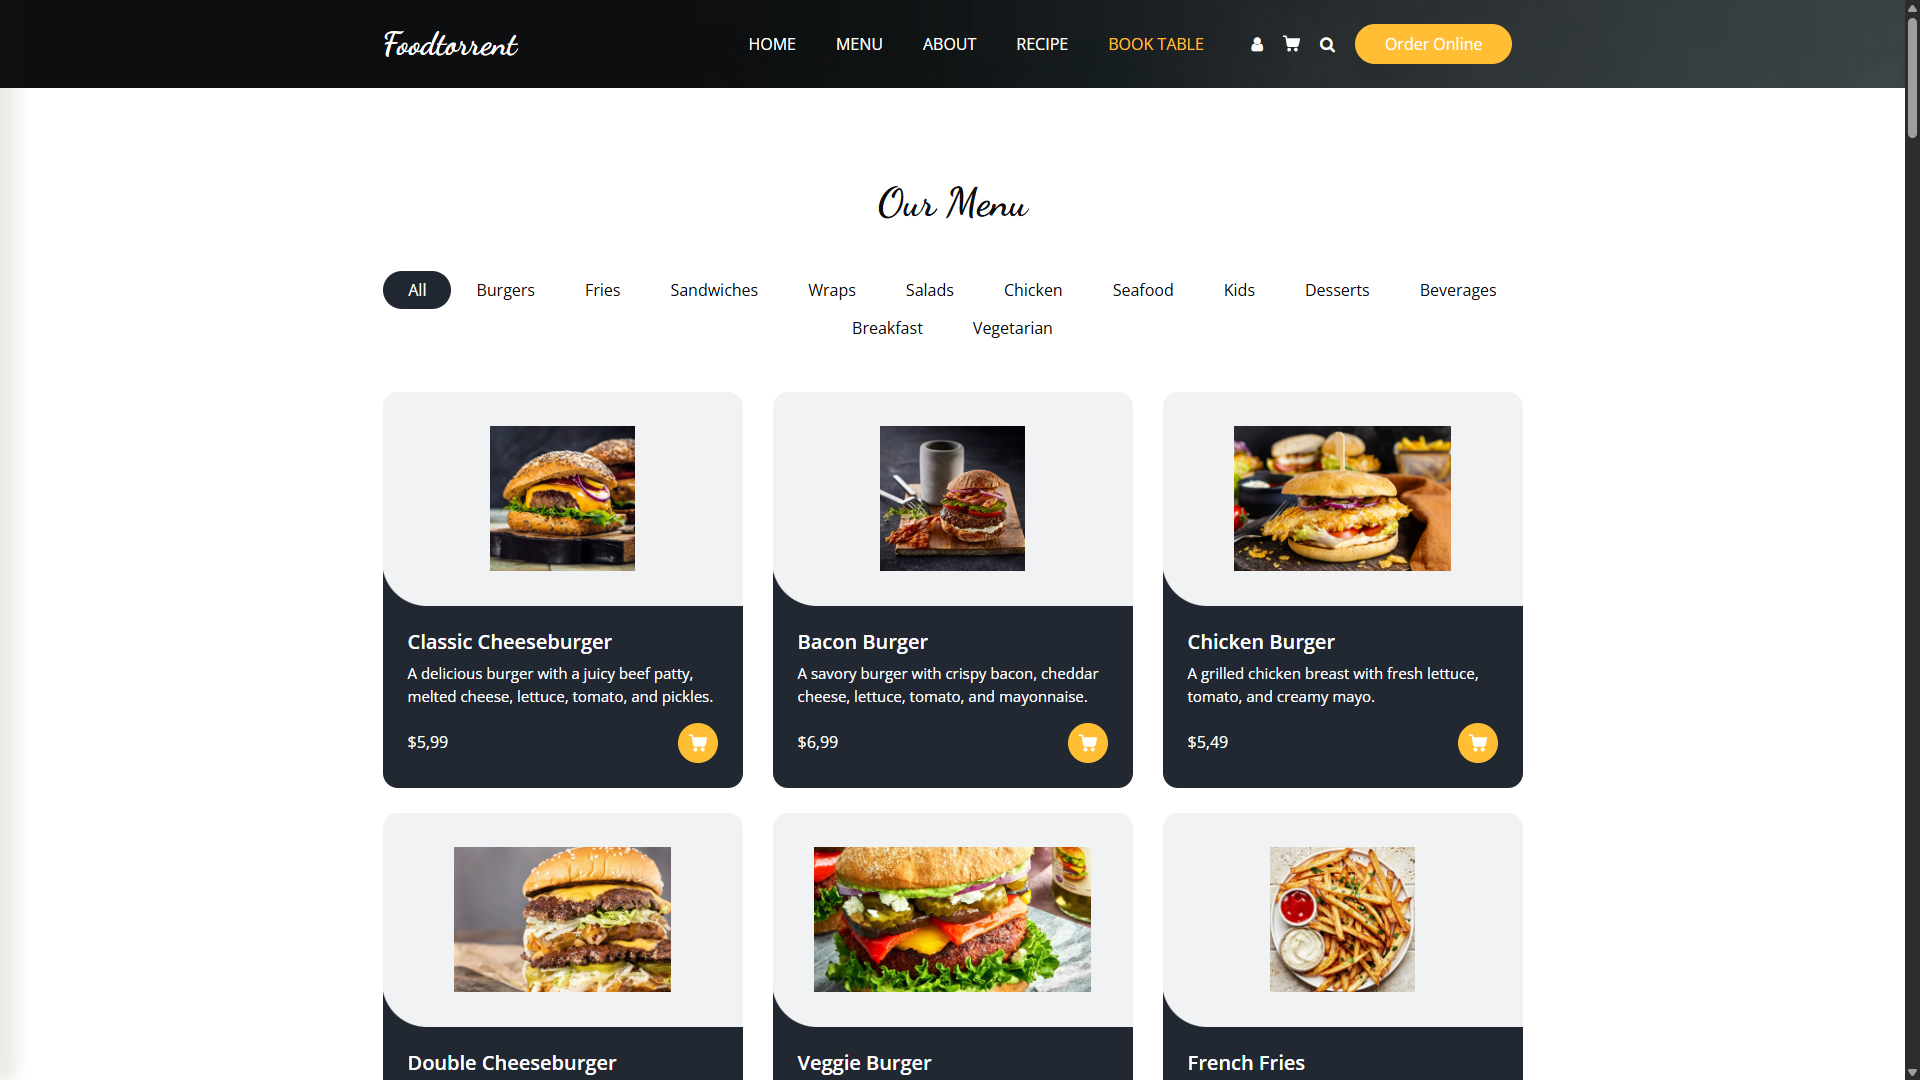 Foodtorrent
HOME MENU ABOUT RECIPE BOOK TABLE Order Online
Our Menu
All Burgers Fries Sandwiches Wraps Salads Chicken Seafood Kids Desserts Beverages
Breakfast Vegetarian
Classic Cheeseburger
A delicious burger with a juicy beef patty,
melted cheese, lettuce, tomato, and pickles.
$5,99
Bacon Burger
A savory burger with crispy bacon, cheddar
cheese, lettuce, tomato, and mayonnaise.
$6,99
Chicken Burger
A grilled chicken breast with fresh lettuce,
tomato, and creamy mayo.
$5,49
Double Cheeseburger
Veggie Burger
French Fries